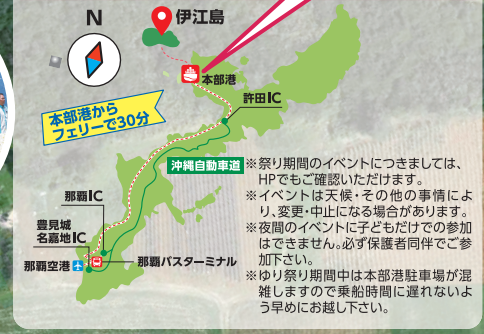 N
伊江島
本部港
本部港から
フェリーで30分
許田IC
沖縄自動車道
那覇IC
豊見城
名嘉地IC
那覇空港
那覇バスターミナル
※祭り期間のイベントにつきましては、
HPでもご確認いただけます。
※イベントは天候・その他の事情によ
り、変更・中止になる場合があります。
※夜間のイベントに子どもだけでの参加
はできません。必ず保護者同伴でご参
加下さい。
※ゆり祭り期間中は本部港駐車場が混
雑しますので乗船時間に遅れないよ
う早めにお越し下さい。